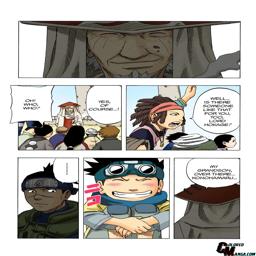 WELL...
IS THERE
SOMEONE
LIKE THAT
FOR YOU,
TOO,
LORD
HOKAGE?
YES,
OF
COURSE...!
OH!
WHO,
WHO?
MY
GRANDSON,
OVER THERE...
KONOHAMARU...
COLORED
MANGA.COM